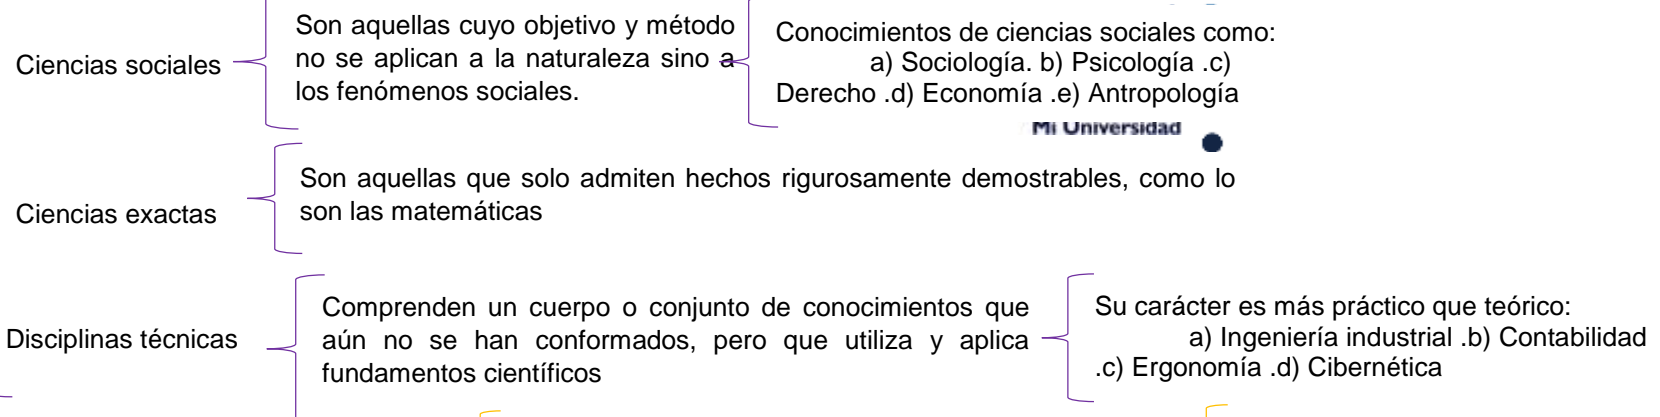 Ciencias sociales
Son aquellas cuyo objetivo y método
no se aplican a la naturaleza sino a
los fenómenos sociales.
Conocimientos de ciencias sociales como:
a) Sociología. b) Psicología .c)
Derecho .d) Economía .e) Antropología
Mi Universidad
Ciencias exactas
Son aquellas que solo admiten hechos rigurosamente demostrables, como lo
son las matemáticas
Disciplinas técnicas
Comprenden un cuerpo o conjunto de conocimientos que
aún no se han conformados, pero que utiliza y aplica
fundamentos científicos
Su carácter es más práctico que teórico:
a) Ingeniería industrial .b) Contabilidad
.c) Ergonomía .d) Cibernética